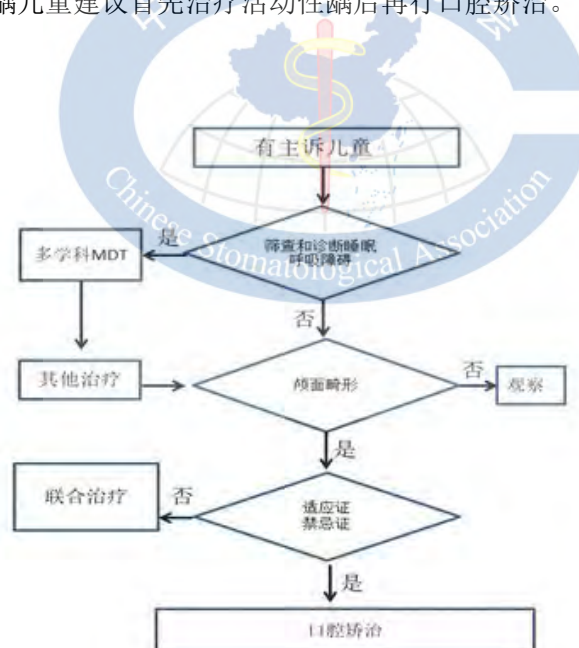 龋儿童建议首先治疗活动性龋后再行口腔矫治。
中
Chinese Stomatological Association
有主诉儿童
是
筛查和诊断睡眠
呼吸障碍
多学科MDT
否
其他治疗
颅面畸形
否
观察
是
联合治疗
否
适应证
禁忌证
是
口腔矫治